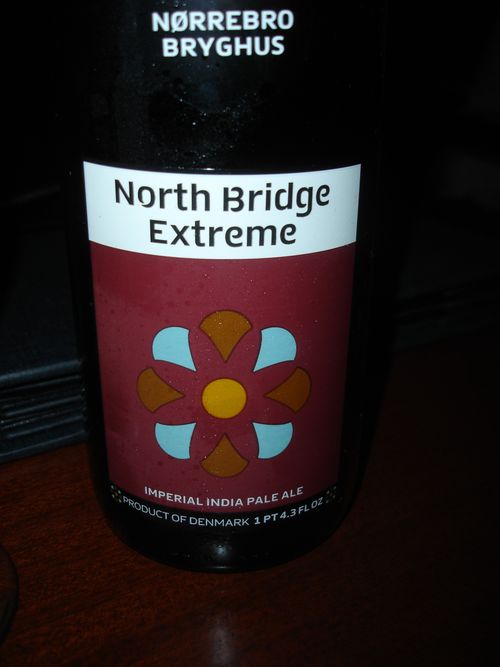 NØRREBRO
BRYGHUS
North Bridge
Extreme
IMPERIAL INDIA PALE ALE
PRODUCT OF DENMARK 1 PT 4.3 FL OZ